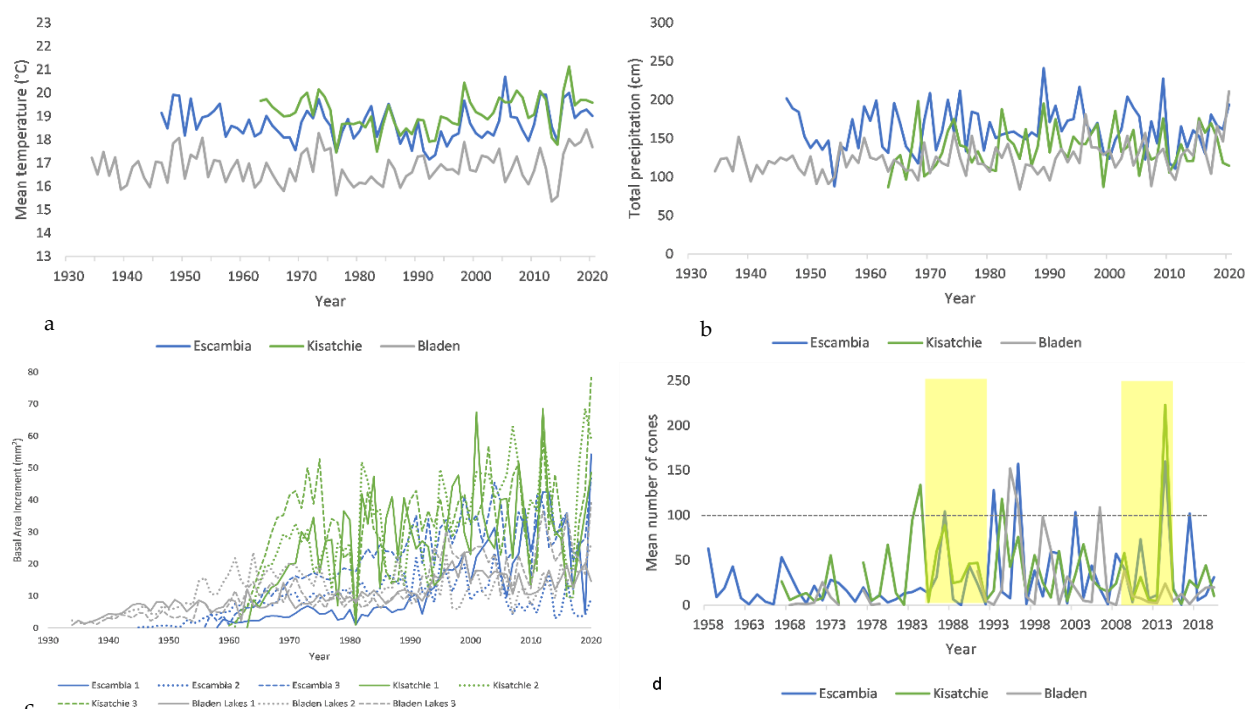 23
22
21
20
19
18
17
16
15
14
13
Mean temperature (°C)
1930 1940 1950 1960 1970 1980 1990 2000 2010 2020
Year
a
Escambia Kisatchie Bladen
300
250
200
150
100
50
0
Total precipitation (cm)
1930 1940 1950 1960 1970 1980 1990 2000 2010 2020
Year
b
Escambia Kisatchie Bladen
80
70
60
50
40
30
20
10
0
Basal Area Increment (mm²)
1930 1940 1950 1960 1970 1980 1990 2000 2010 2020
Year
Escambia 1 Escambia 2 Escambia 3 Kisatchie 1 Kisatchie 2
Kisatchie 3 Bladen Lakes 1 Bladen Lakes 2 Bladen Lakes 3
c
250
200
150
100
50
0
Mean number of cones
1958 1963 1968 1973 1978 1983 1988 1993 1998 2003 2008 2013 2018
Year
d
Escambia Kisatchie Bladen